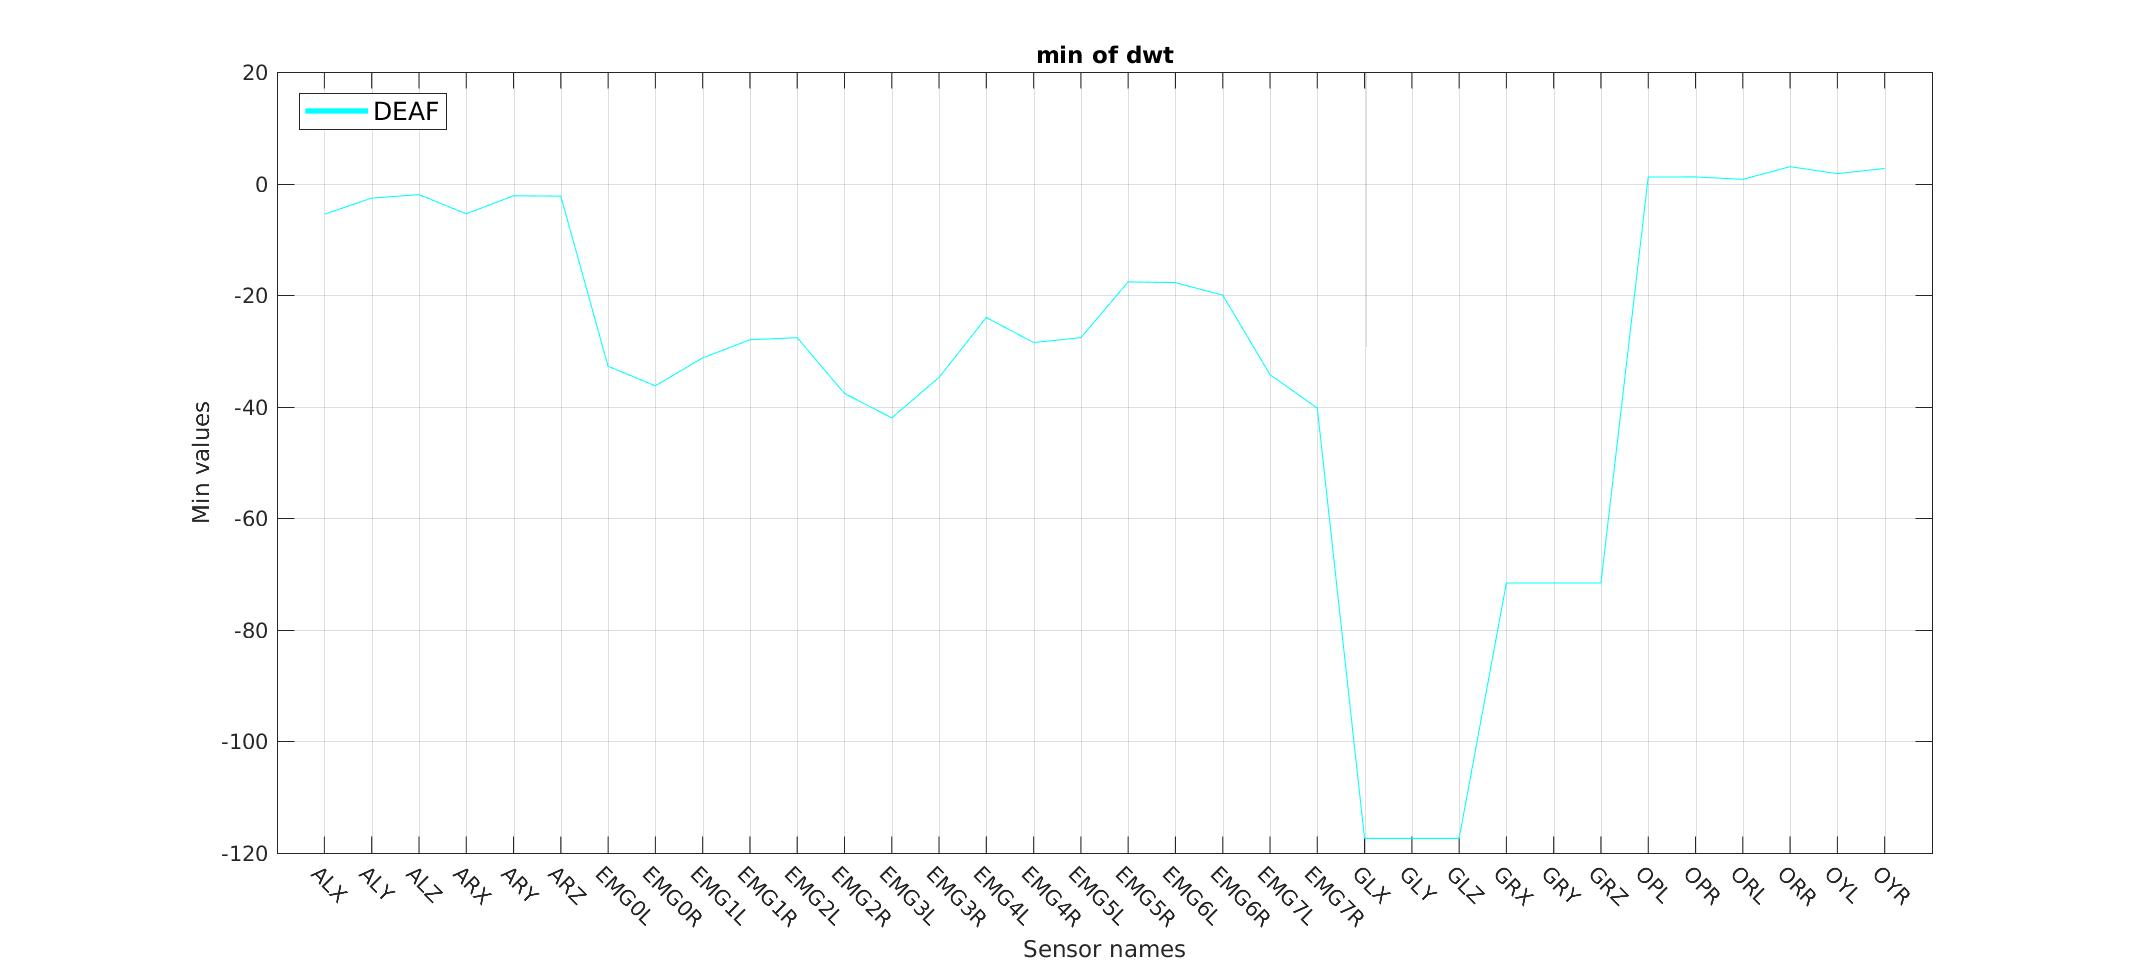 min of dwt
DEAF
20
0
-20
-40
-60
-80
-100
-120
Min values
ALX
ALY
ALZ
ARX
ARY
ARZ
EMG0L
EMG0R
EMG1L
EMG1R
EMG2L
EMG2R
EMG3L
EMG3R
EMG4L
EMG4R
EMG5L
EMG5R
EMG6L
EMG6R
EMG7L
EMG7R
GLX
GLY
GLZ
GRX
GRY
GRZ
OPL
OPR
ORL
ORR
OYL
OYR
Sensor names